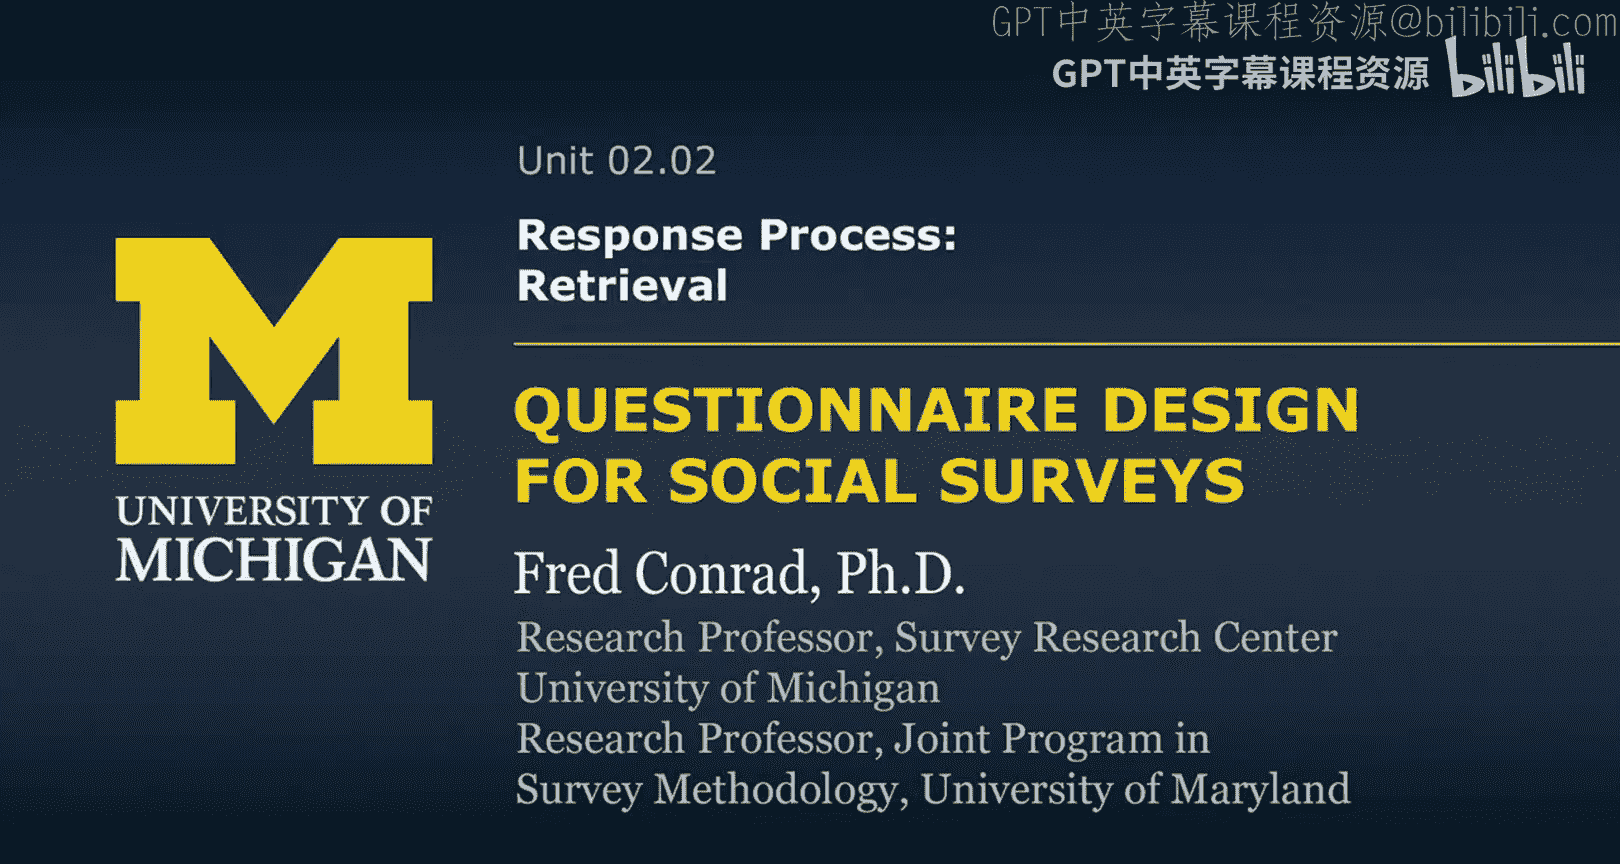 GPT中英字幕课程资源@bilibili.com
GPT中英字幕课程资源 bilibili
Unit 02.02
Response Process:
Retrieval
QUESTIONNAIRE DESIGN
FOR SOCIAL SURVEYS
M
UNIVERSITY OF
MICHIGAN
Fred Conrad, Ph.D.
Research Professor, Survey Research Center
University of Michigan
Research Professor, Joint Program in
Survey Methodology, University of Maryland